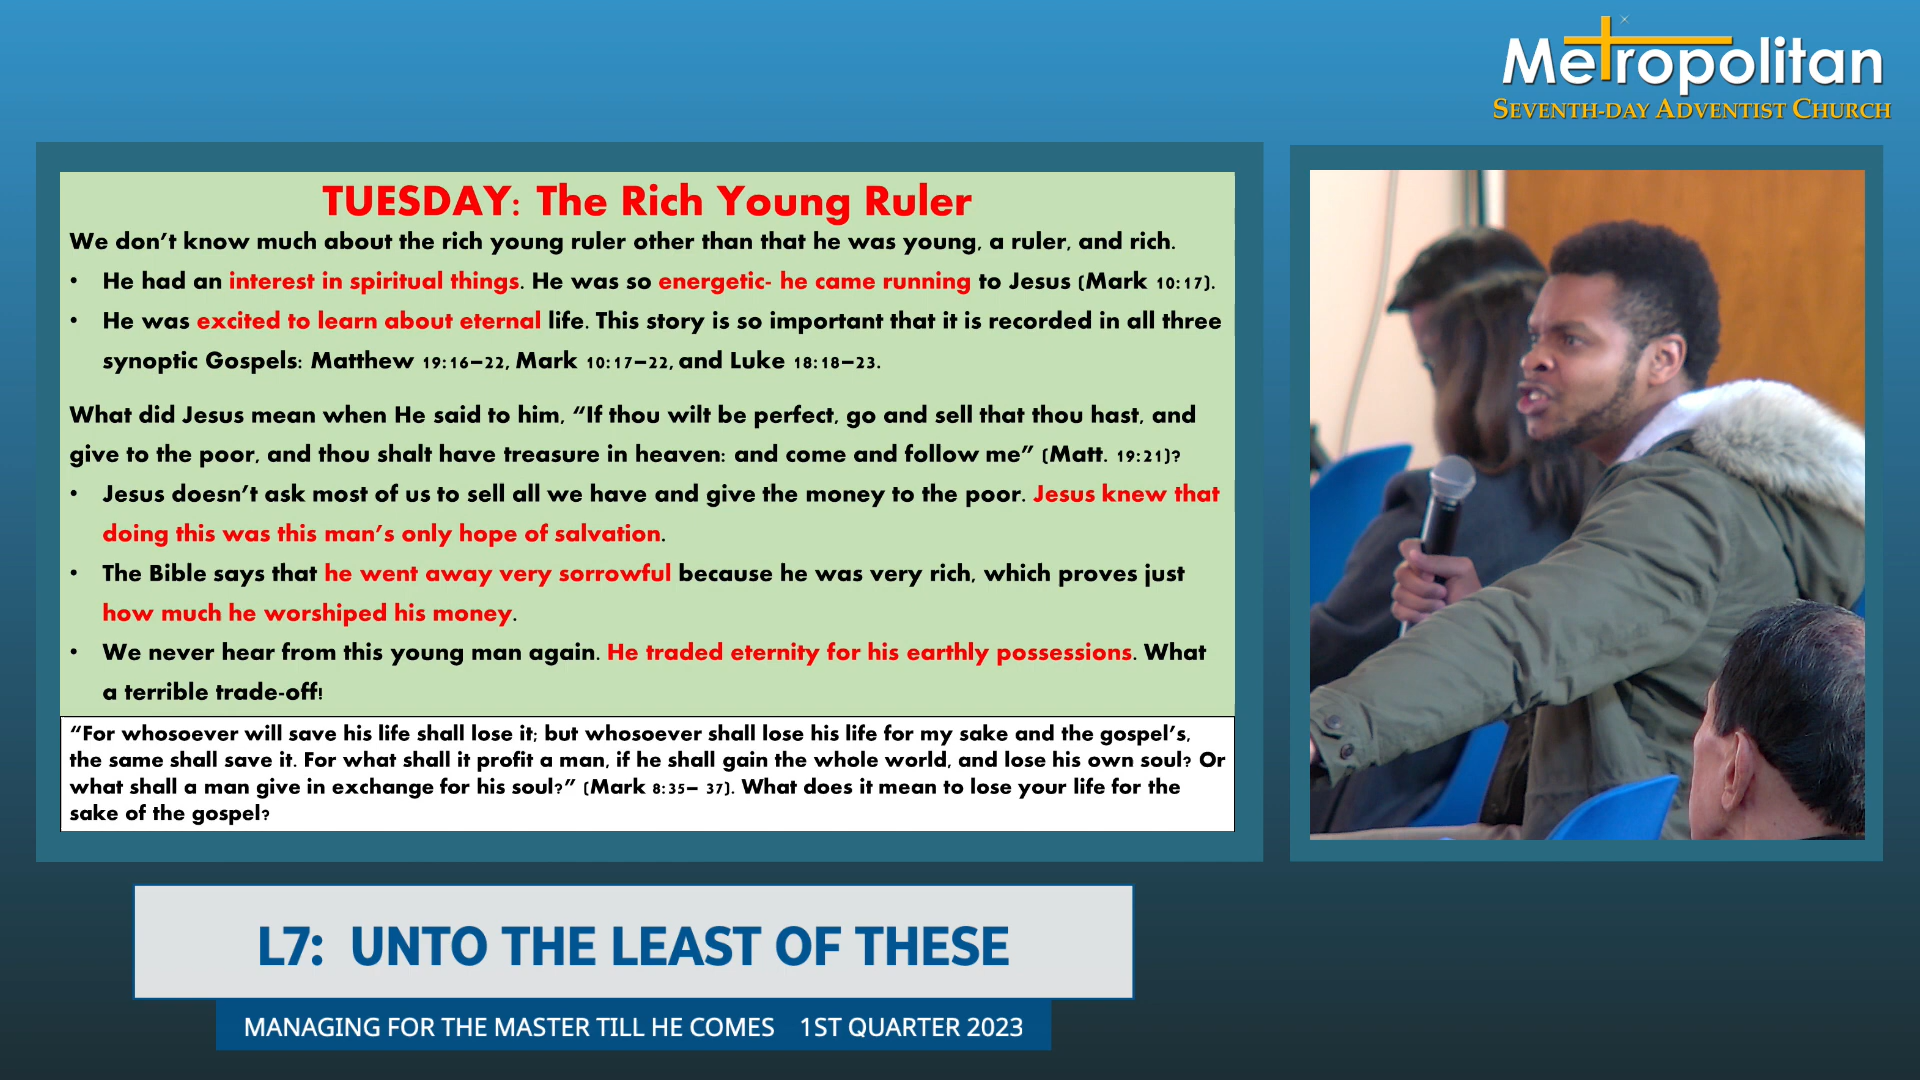 Metropolitan
SEVENTH-DAY ADVENTIST CHURCH
TUESDAY: The Rich Young Ruler
We don’t know much about the rich young ruler other than that he was young, a ruler, and rich.
• He had an interest in spiritual things. He was so energetic- he came running to Jesus (Mark 10:17).
• He was excited to learn about eternal life. This story is so important that it is recorded in all three
synoptic Gospels: Matthew 19:16–22, Mark 10:17–22, and Luke 18:18–23.
What did Jesus mean when He said to him, “If thou wilt be perfect, go and sell that thou hast, and
give to the poor, and thou shalt have treasure in heaven: and come and follow me” (Matt. 19:21)?
• Jesus doesn’t ask most of us to sell all we have and give the money to the poor. Jesus knew that
doing this was this man’s only hope of salvation.
• The Bible says that he went away very sorrowful because he was very rich, which proves just
how much he worshiped his money.
• We never hear from this young man again. He traded eternity for his earthly possessions. What
a terrible trade-off!
“For whosoever will save his life shall lose it; but whosoever shall lose his life for my sake and the gospel’s,
the same shall save it. For what shall it profit a man, if he shall gain the whole world, and lose his own soul? Or
what shall a man give in exchange for his soul?” (Mark 8:35– 37). What does it mean to lose your life for the
sake of the gospel?
L7: UNTO THE LEAST OF THESE
MANAGING FOR THE MASTER TILL HE COMES 1ST QUARTER 2023